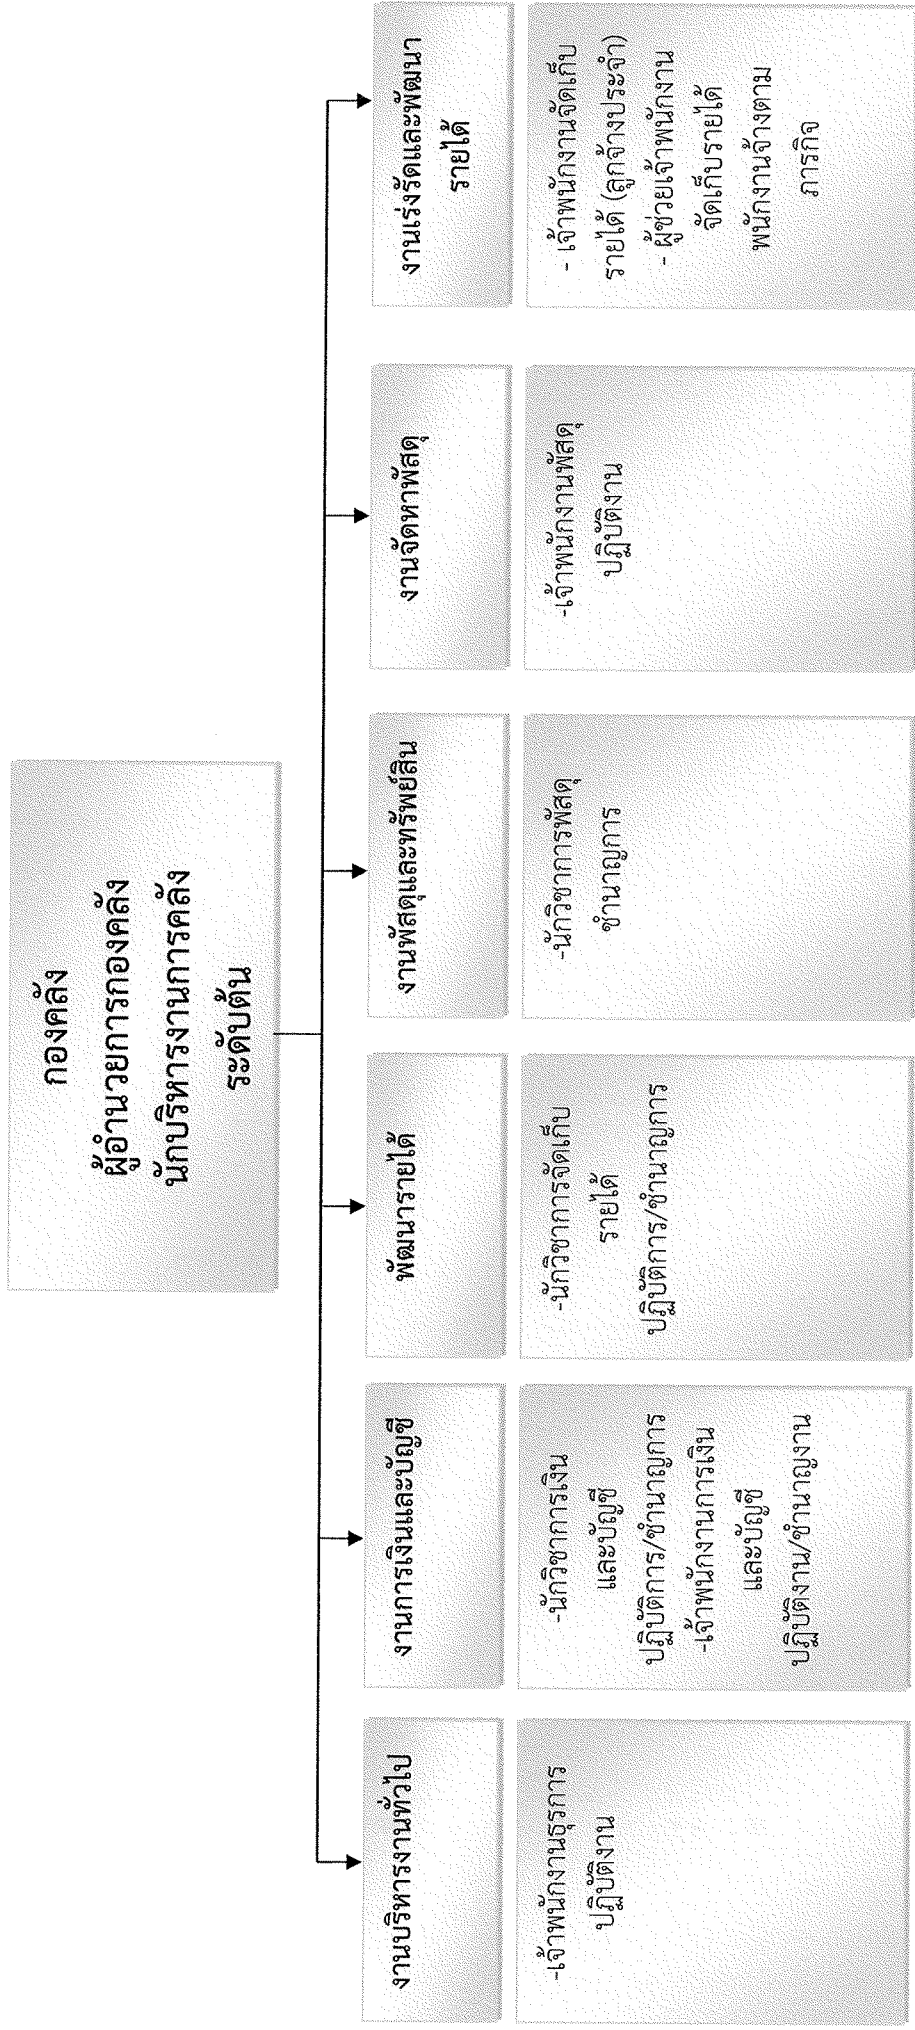 กองคลัง
ผู้อำนวยการกองคลัง
นักบริหารงานการคลัง
ระดับต้น
งานบริหารงานทั่วไป
-เจ้าพนักงานธุรการ
ปฏิบัติงาน
งานการเงินและบัญชี
-นักวิชาการเงิน
และบัญชี
ปฏิบัติการ/ชำนาญการ
-เจ้าพนักงานการเงิน
และบัญชี
ปฏิบัติงาน/ชำนาญงาน
พัฒนารายได้
-นักวิชาการจัดเก็บ
รายได้
ปฏิบัติการ/ชำนาญการ
งานพัสดุและทรัพย์สิน
-นักวิชาการพัสดุ
ชำนาญการ
งานจัดหาพัสดุ
-เจ้าพนักงานพัสดุ
ปฏิบัติงาน
งานเร่งรัดและพัฒนา
รายได้
- เจ้าพนักงานจัดเก็บ
รายได้ (ลูกจ้างประจำ)
- ผู้ช่วยเจ้าพนักงาน
จัดเก็บรายได้
พนักงานจ้างตาม
ภารกิจ